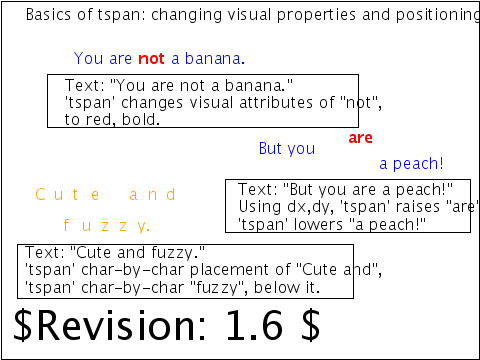 Basics of tspan: changing visual properties and positioning
You are not a banana.
Text: "You are not a banana."
'tspan' changes visual attributes of "not",
to red, bold.
But you are a peach!
Text: "But you are a peach!"
Using dx,dy, 'tspan' raises "are"
'tspan' lowers "a peach!"
Cute and
fuzzy.
Text: "Cute and fuzzy."
'tspan' char-by-char placement of "Cute and",
'tspan' char-by-char "fuzzy", below it.
$Revision: 1.6 $